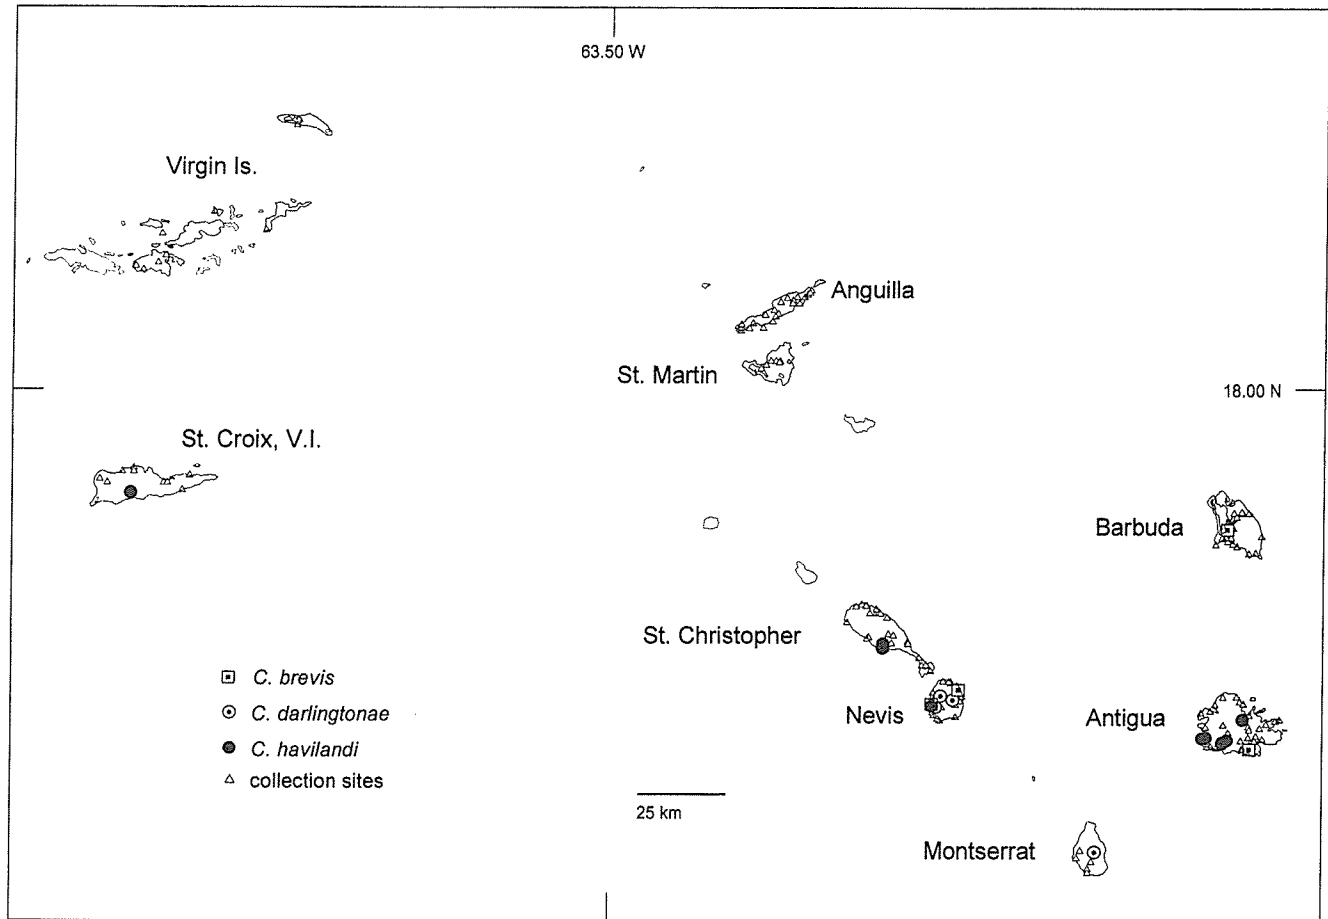 63.50 W
Virgin Is.
Anguilla
St. Martin
18.00 N
St. Croix, V.I.
Barbuda
St. Christopher
C. brevis
C. darlingtonae
Nevis
Antigua
C. havilandi
collection sites
25 km
Montserrat